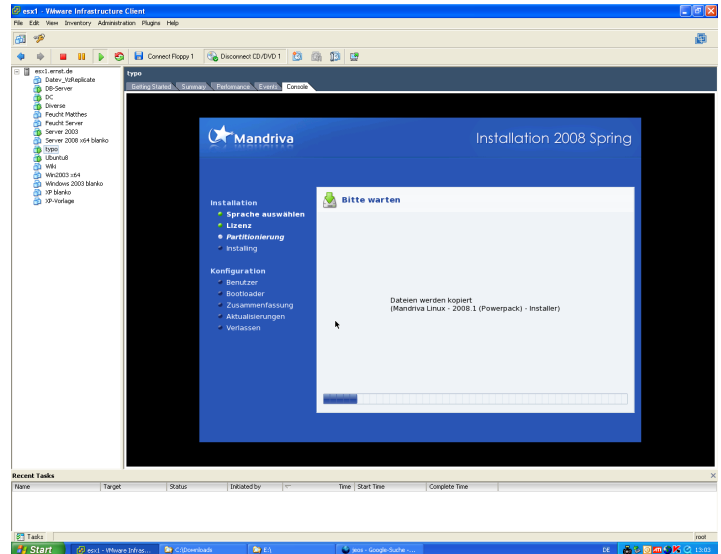 esx1 - VMware Infrastructure Client
File Edit View Inventory Administration Plugins Help
Connect Floppy 1 Disconnect CD/DVD 1
esx1.ernst.de
Datev_VzReplicate
DB-Server
DC
Diverse
Feucht Matthes
Feucht Server
Server 2003
Server 2008 x64 blanko
typo
Ubuntu8
Wiki
Win2003 x64
Windows 2003 blanko
XP blanko
XP-Vorlage
typo
Getting Started Summary Performance Events Console
Mandriva
Installation 2008 Spring
Installation
Sprache auswählen
Lizenz
Partitionierung
Installing
Konfiguration
Benutzer
Bootloader
Zusammenfassung
Aktualisierungen
Verlassen
Bitte warten
Dateien werden kopiert
(Mandriva Linux - 2008.1 (Powerpack) - Installer)
Recent Tasks
Name Target Status Initiated by Time Start Time Complete Time
Tasks root
Start esx1 - VMware Infras... C:\Downloads E:\ jeos - Google-Suche -... DE 13:03